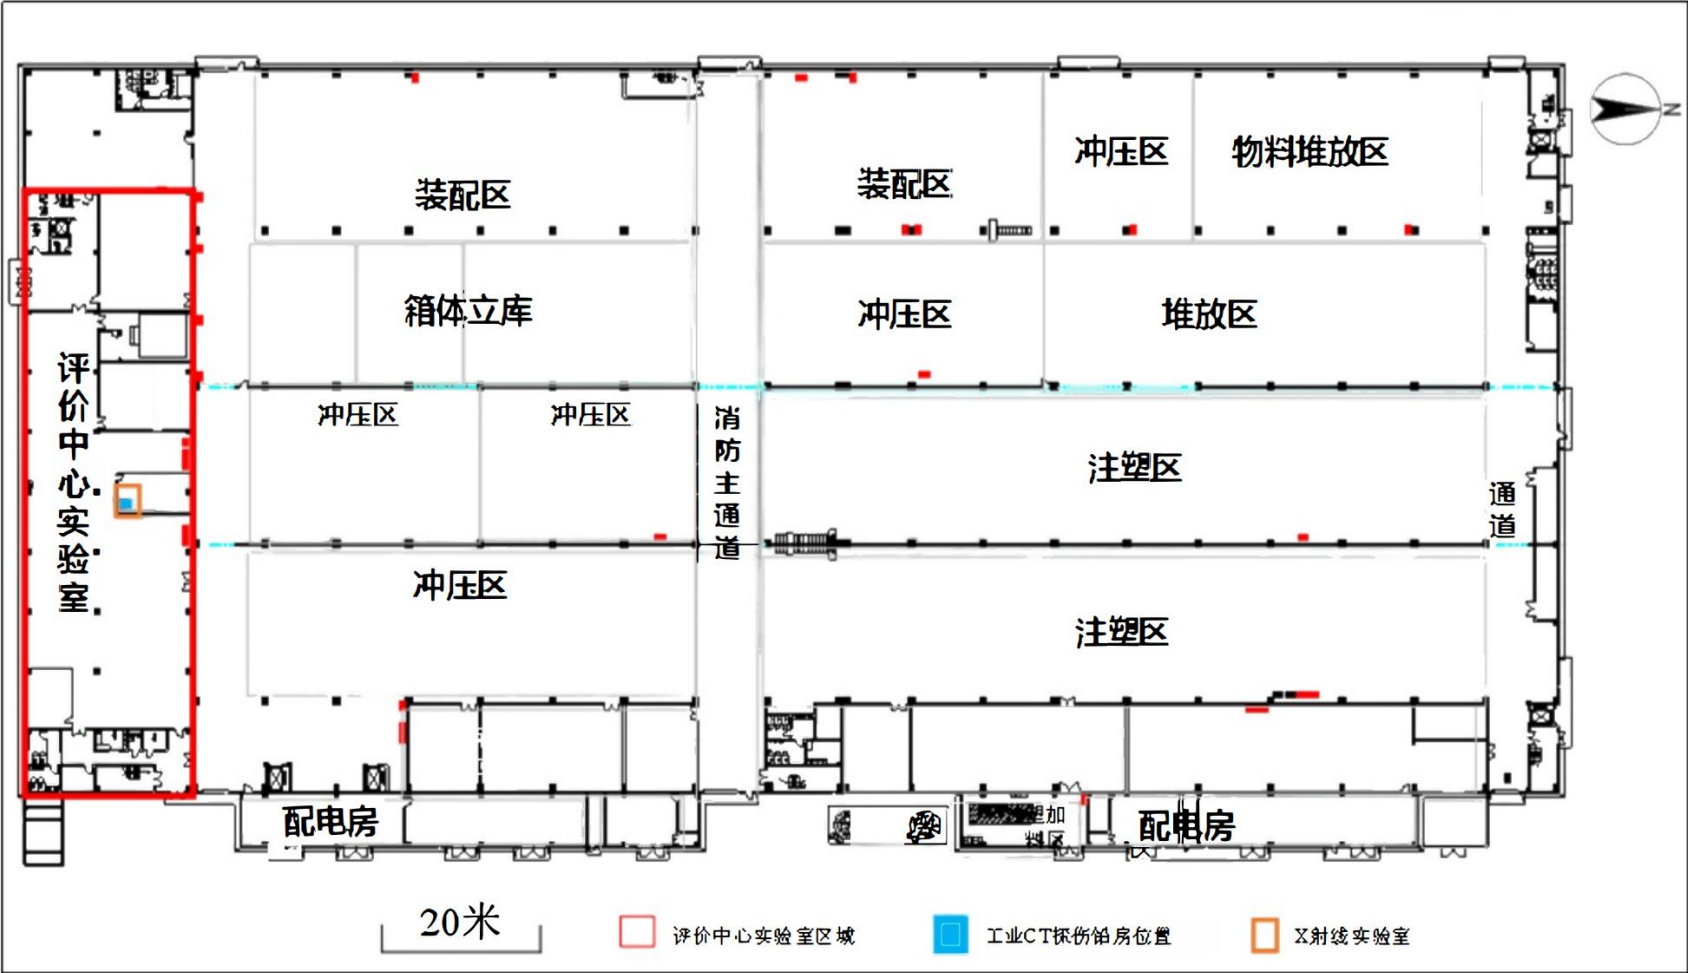 N
冲压区
物料堆放区
装配区
装配区
箱体立库
冲压区
堆放区
评价中心实验室
冲压区
冲压区
消防主通道
注塑区
通道
冲压区
注塑区
配电房
塑加
料区
配电房
20米
评价中心实验室区域
工业CT探伤铅房位置
X射线实验室